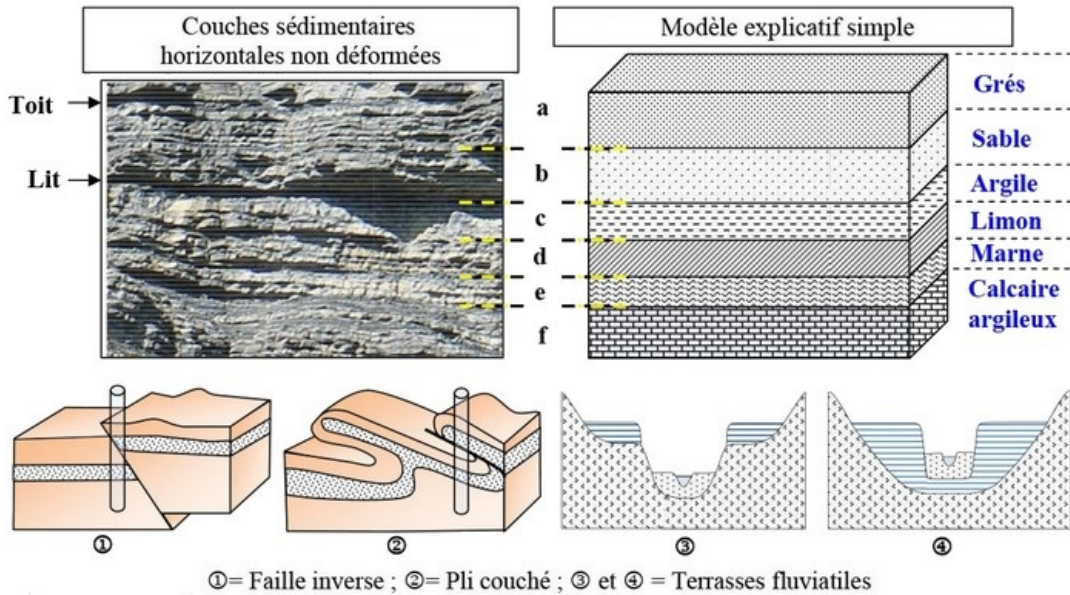 Couches sédimentaires
horizontales non déformées
Modèle explicatif simple
Toit
Lit
a
b
c
d
e
f
Grés
Sable
Argile
Limon
Marne
Calcaire
argileux
①
②
③
④
①= Faille inverse ; ②= Pli couché ; ③ et ④ = Terrasses fluviatiles